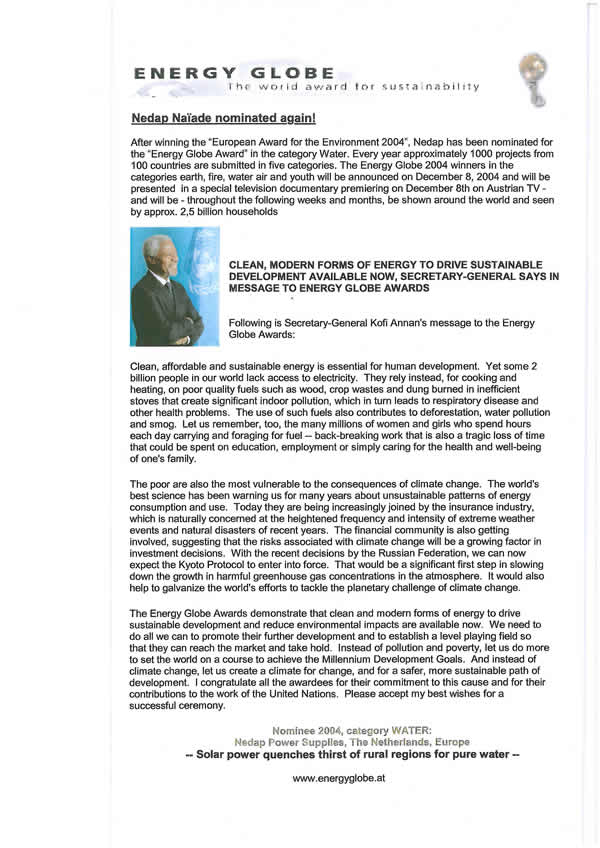 ENERGY GLOBE
The world award for sustainability
Nedap Naïade nominated again!
After winning the "European Award for the Environment 2004", Nedap has been nominated for
the "Energy Globe Award" in the category Water. Every year approximately 1000 projects from
100 countries are submitted in five categories. The Energy Globe 2004 winners in the
categories earth, fire, water air and youth will be announced on December 8, 2004 and will be
presented in a special television documentary premiering on December 8th on Austrian TV -
and will be - throughout the following weeks and months, be shown around the world and seen
by approx. 2,5 billion households
CLEAN, MODERN FORMS OF ENERGY TO DRIVE SUSTAINABLE
DEVELOPMENT AVAILABLE NOW, SECRETARY-GENERAL SAYS IN
MESSAGE TO ENERGY GLOBE AWARDS
Following is Secretary-General Kofi Annan's message to the Energy
Globe Awards:
Clean, affordable and sustainable energy is essential for human development. Yet some 2
billion people in our world lack access to electricity. They rely instead, for cooking and
heating, on poor quality fuels such as wood, crop wastes and dung burned in inefficient
stoves that create significant indoor pollution, which in turn leads to respiratory disease and
other health problems. The use of such fuels also contributes to deforestation, water pollution
and smog. Let us remember, too, the many millions of women and girls who spend hours
each day carrying and foraging for fuel -- back-breaking work that is also a tragic loss of time
that could be spent on education, employment or simply caring for the health and well-being
of one's family.
The poor are also the most vulnerable to the consequences of climate change. The world's
best science has been warning us for many years about unsustainable patterns of energy
consumption and use. Today they are being increasingly joined by the insurance industry,
which is naturally concerned at the heightened frequency and intensity of extreme weather
events and natural disasters of recent years. The financial community is also getting
involved, suggesting that the risks associated with climate change will be a growing factor in
investment decisions. With the recent decisions by the Russian Federation, we can now
expect the Kyoto Protocol to enter into force. That would be a significant first step in slowing
down the growth in harmful greenhouse gas concentrations in the atmosphere. It would also
help to galvanize the world's efforts to tackle the planetary challenge of climate change.
The Energy Globe Awards demonstrate that clean and modern forms of energy to drive
sustainable development and reduce environmental impacts are available now. We need to
do all we can to promote their further development and to establish a level playing field so
that they can reach the market and take hold. Instead of pollution and poverty, let us do more
to set the world on a course to achieve the Millennium Development Goals. And instead of
climate change, let us create a climate for change, and for a safer, more sustainable path of
development. I congratulate all the awardees for their commitment to this cause and for their
contributions to the work of the United Nations. Please accept my best wishes for a
successful ceremony.
Nominee 2004, category WATER:
Nedap Power Supplies, The Netherlands, Europe
-- Solar power quenches thirst of rural regions for pure water --
www.energyglobe.at